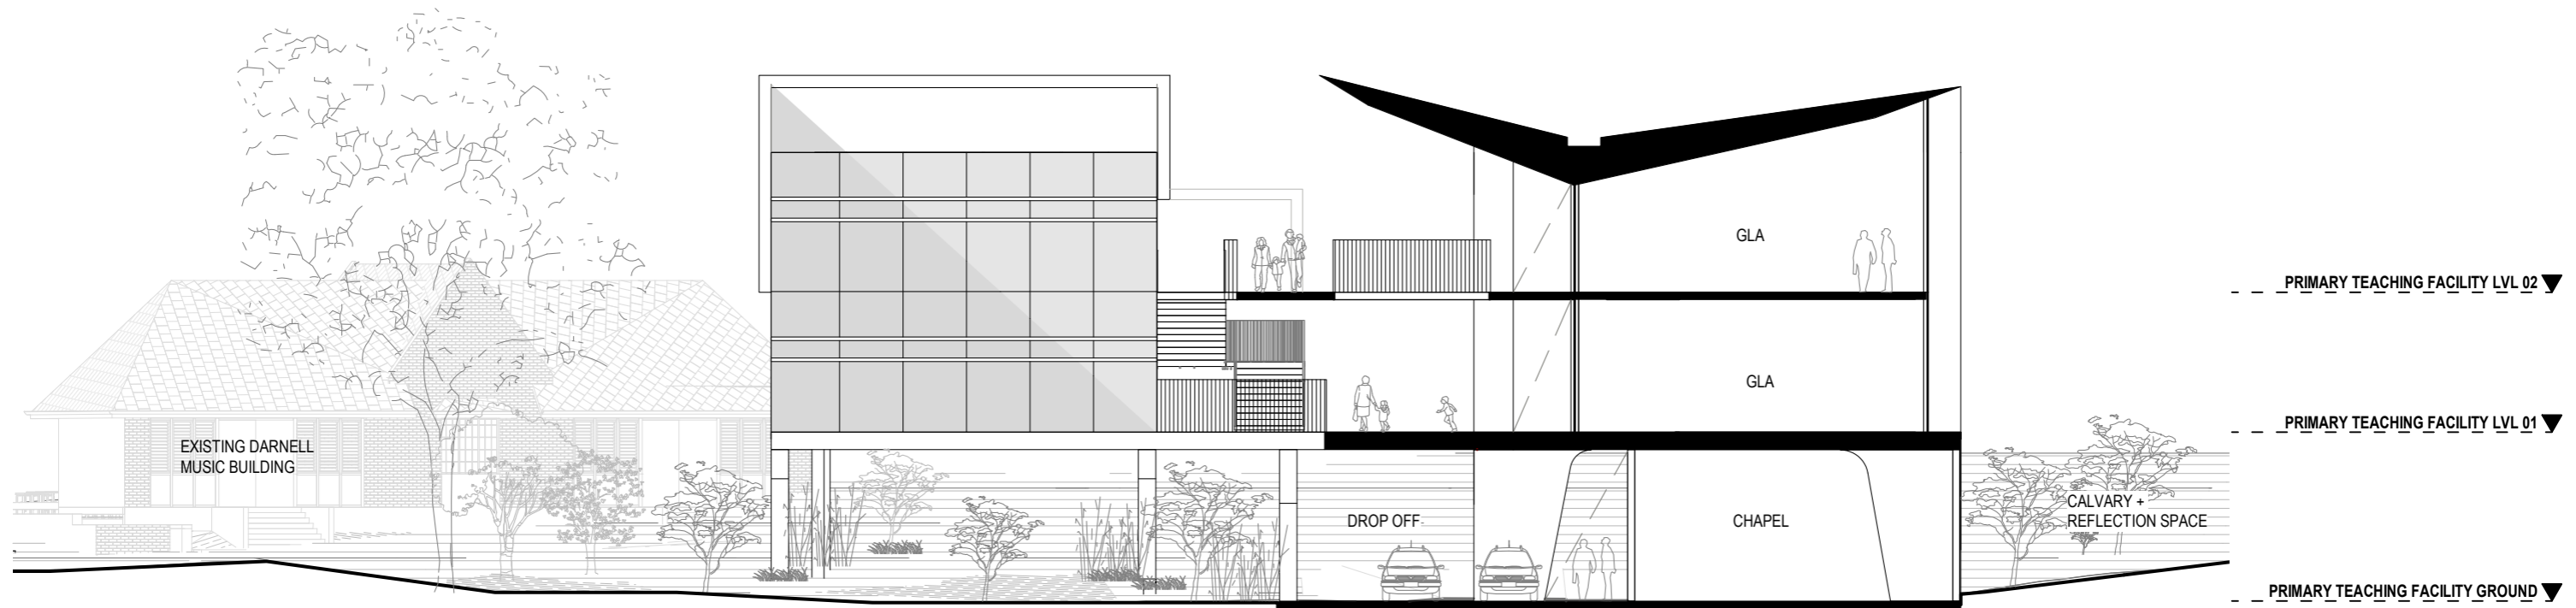 GLA
PRIMARY TEACHING FACILITY LVL 02
GLA
PRIMARY TEACHING FACILITY LVL 01
EXISTING DARNELL
MUSIC BUILDING
DROP OFF
CHAPEL
CALVARY +
REFLECTION SPACE
PRIMARY TEACHING FACILITY GROUND